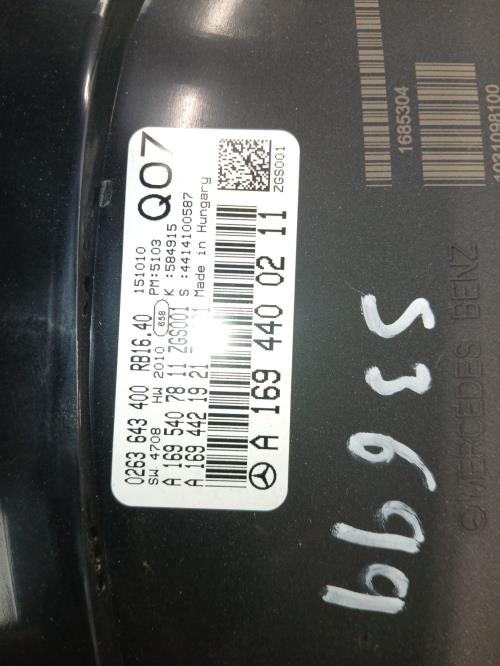 0263 643 400 RB16.40 151010 Q07
SW 4708 HW 2010 658 PM:5103
A 169 540 78 11 ZGS001 K :584915
A 169 442 19 21 S :4414100587
Made in Hungary
ZGS001
A 169 440 02 11
1685304
S3699
© MERCEDES BENZ